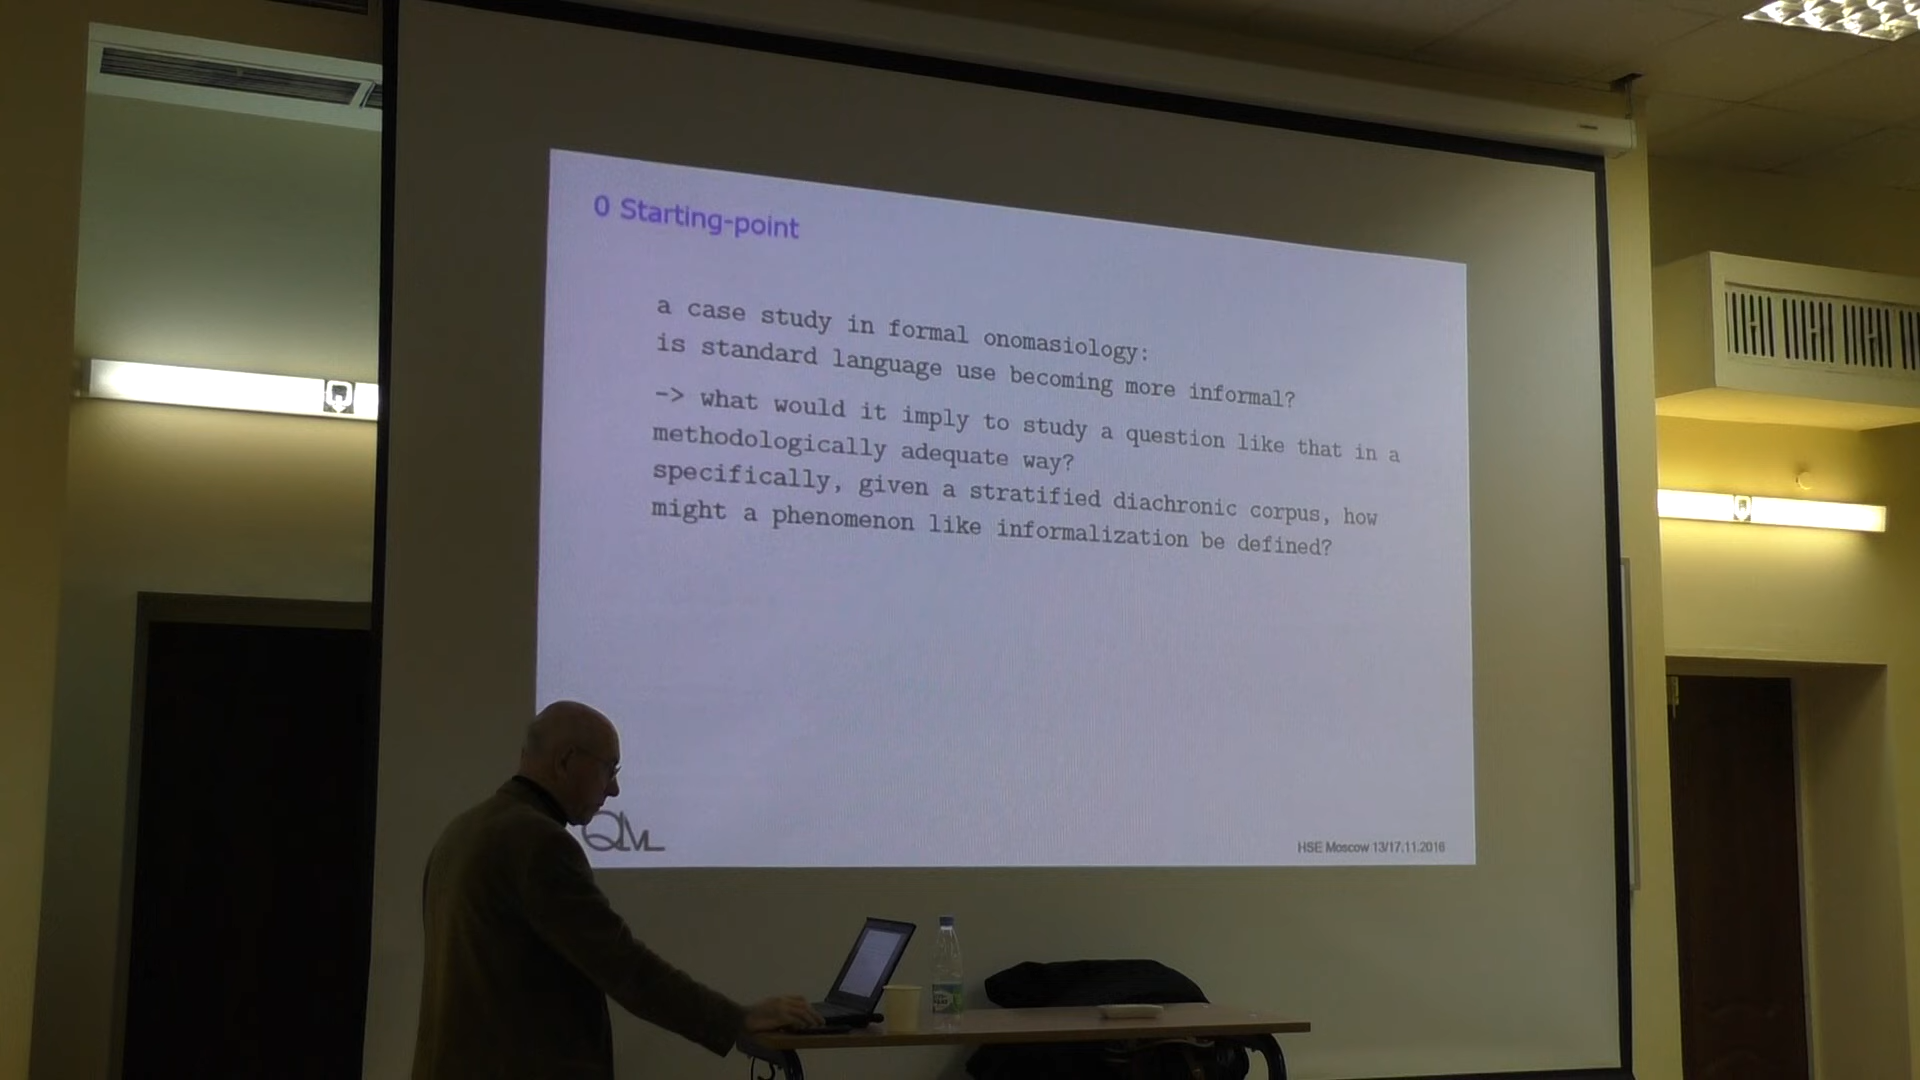 0 Starting-point
a case study in formal onomasiology:
is standard language use becoming more informal?
-> what would it imply to study a question like that in a
methodologically adequate way?
specifically, given a stratified diachronic corpus, how
might a phenomenon like informalization be defined?
QLVL
HSE Moscow 13/17.11.2016